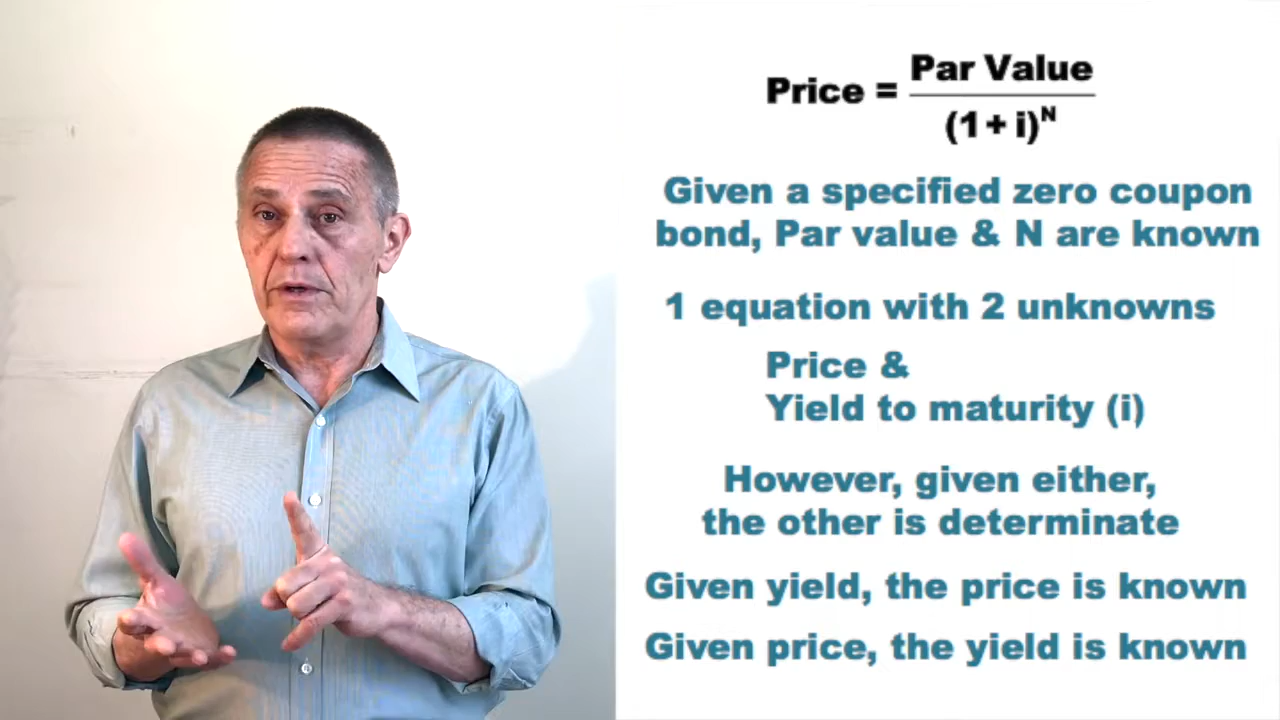 Price = Par Value / (1 + i)^N
Given a specified zero coupon
bond, Par value & N are known
1 equation with 2 unknowns
Price &
Yield to maturity (i)
However, given either,
the other is determinate
Given yield, the price is known
Given price, the yield is known